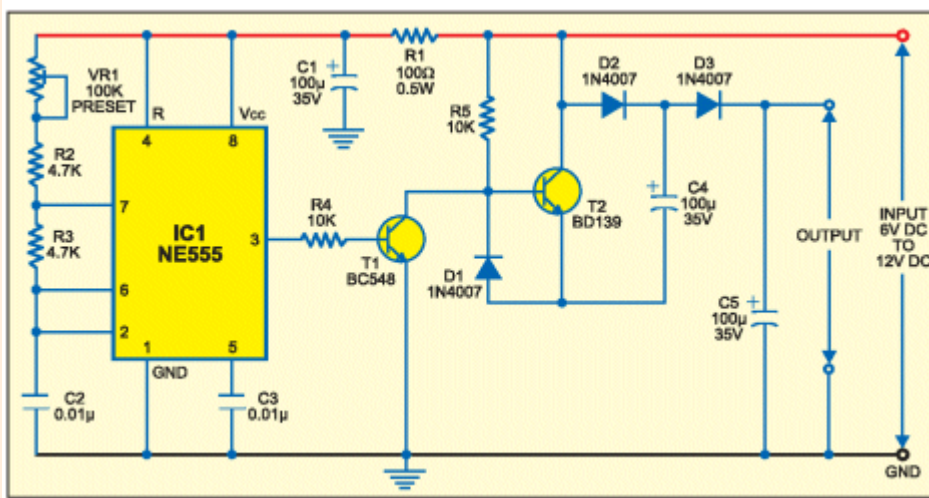 VR1
100K
PRESET
R2
4.7K
R3
4.7K
C2
0.01µ
R
4
Vcc
8
7
IC1
NE555
3
6
2
1
GND
5
C3
0.01µ
C1
+
100µ
35V
R1
100Ω
0.5W
R4
10K
T1
BC548
R5
10K
D1
1N4007
T2
BD139
D2
1N4007
D3
1N4007
+
C4
100µ
35V
C5
+
100µ
35V
OUTPUT
INPUT
6V DC
TO
12V DC
GND